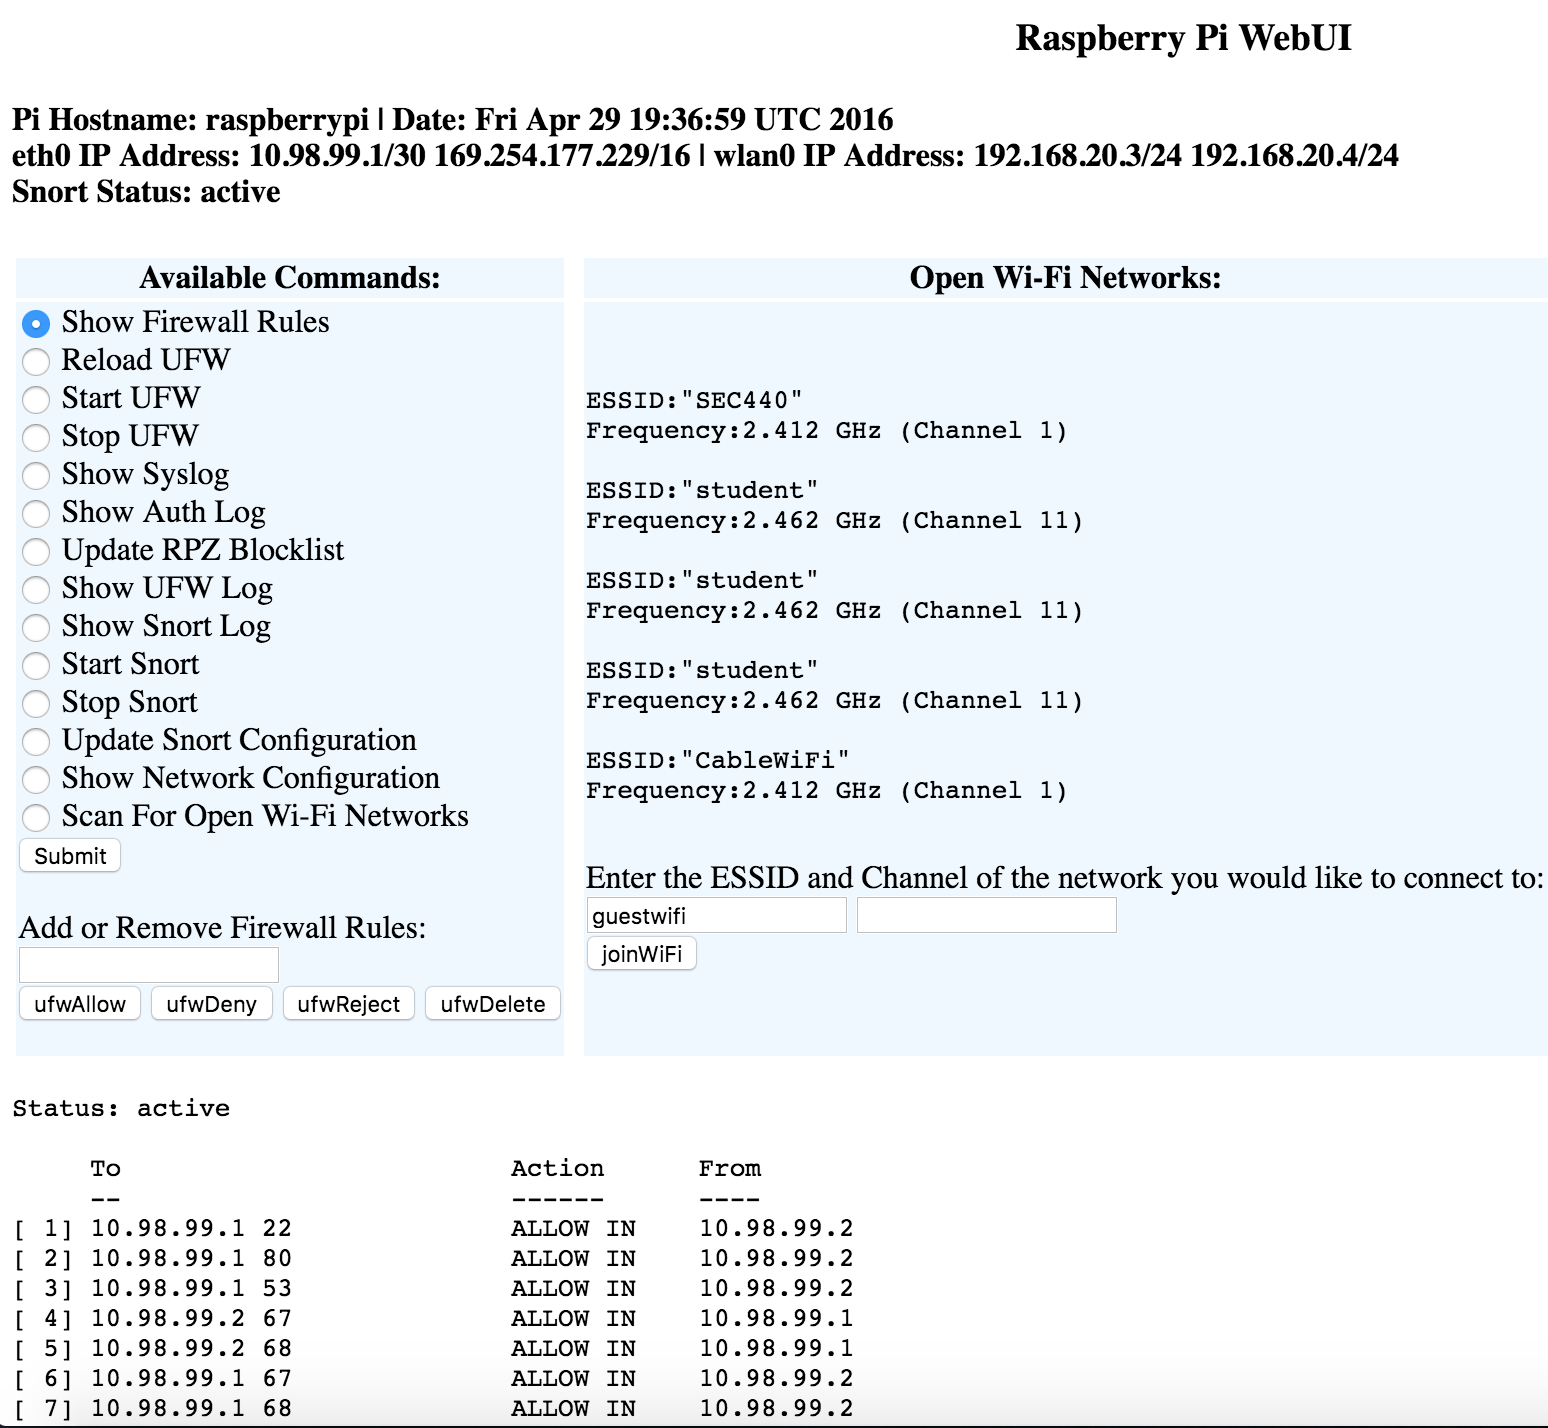 Raspberry Pi WebUI
Pi Hostname: raspberrypi | Date: Fri Apr 29 19:36:59 UTC 2016
eth0 IP Address: 10.98.99.1/30 169.254.177.229/16 | wlan0 IP Address: 192.168.20.3/24 192.168.20.4/24
Snort Status: active
Available Commands:
Show Firewall Rules
Reload UFW
Start UFW
Stop UFW
Show Syslog
Show Auth Log
Update RPZ Blocklist
Show UFW Log
Show Snort Log
Start Snort
Stop Snort
Update Snort Configuration
Show Network Configuration
Scan For Open Wi-Fi Networks
Submit
Add or Remove Firewall Rules:
ufwAllow ufwDeny ufwReject ufwDelete
Open Wi-Fi Networks:
ESSID:"SEC440"
Frequency:2.412 GHz (Channel 1)
ESSID:"student"
Frequency:2.462 GHz (Channel 11)
ESSID:"student"
Frequency:2.462 GHz (Channel 11)
ESSID:"student"
Frequency:2.462 GHz (Channel 11)
ESSID:"CableWiFi"
Frequency:2.412 GHz (Channel 1)
Enter the ESSID and Channel of the network you would like to connect to:
guestwifi
joinWiFi
Status: active
To Action From
-- ------ ----
[ 1] 10.98.99.1 22 ALLOW IN 10.98.99.2
[ 2] 10.98.99.1 80 ALLOW IN 10.98.99.2
[ 3] 10.98.99.1 53 ALLOW IN 10.98.99.2
[ 4] 10.98.99.2 67 ALLOW IN 10.98.99.1
[ 5] 10.98.99.2 68 ALLOW IN 10.98.99.1
[ 6] 10.98.99.1 67 ALLOW IN 10.98.99.2
[ 7] 10.98.99.1 68 ALLOW IN 10.98.99.2